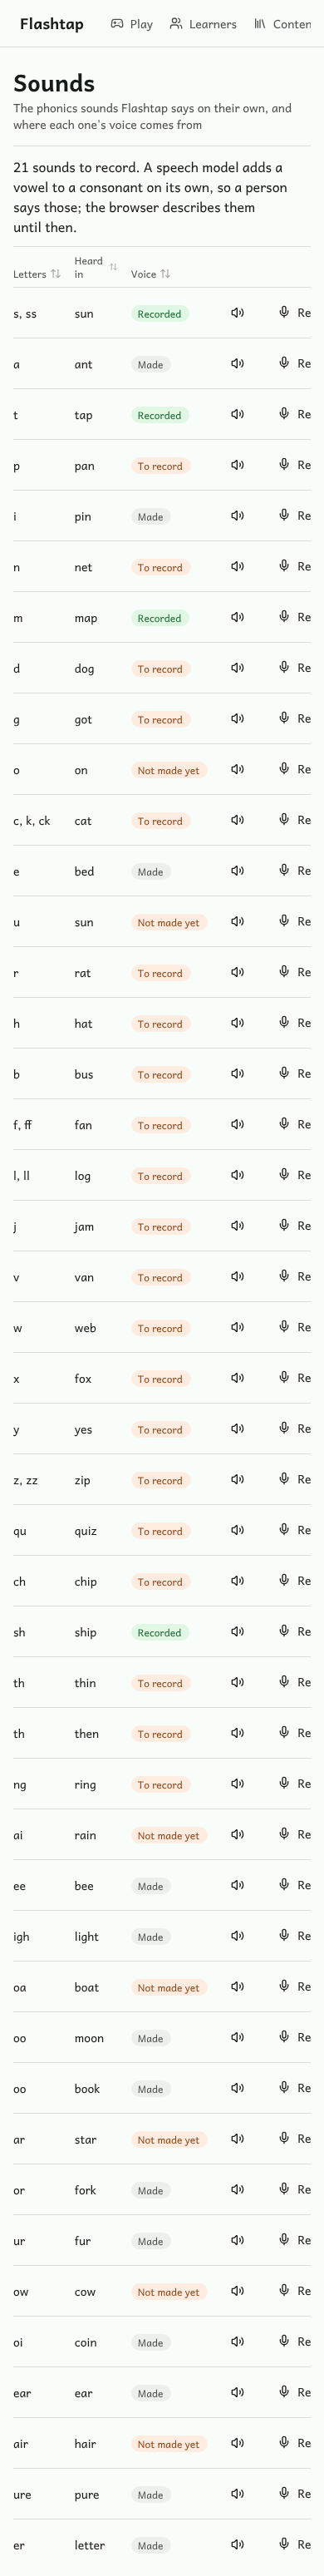 Flashtap Play Learners Conten
Sounds
The phonics sounds Flashtap says on their own, and
where each one's voice comes from
21 sounds to record. A speech model adds a
vowel to a consonant on its own, so a person
says those; the browser describes them
until then.
Letters Heard in Voice
s, ss sun Recorded Re
a ant Made Re
t tap Recorded Re
p pan To record Re
i pin Made Re
n net To record Re
m map Recorded Re
d dog To record Re
g got To record Re
o on Not made yet Re
c, k, ck cat To record Re
e bed Made Re
u sun Not made yet Re
r rat To record Re
h hat To record Re
b bus To record Re
f, ff fan To record Re
l, ll log To record Re
j jam To record Re
v van To record Re
w web To record Re
x fox To record Re
y yes To record Re
z, zz zip To record Re
qu quiz To record Re
ch chip To record Re
sh ship Recorded Re
th thin To record Re
th then To record Re
ng ring To record Re
ai rain Not made yet Re
ee bee Made Re
igh light Made Re
oa boat Not made yet Re
oo moon Made Re
oo book Made Re
ar star Not made yet Re
or fork Made Re
ur fur Made Re
ow cow Not made yet Re
oi coin Made Re
ear ear Made Re
air hair Not made yet Re
ure pure Made Re
er letter Made Re